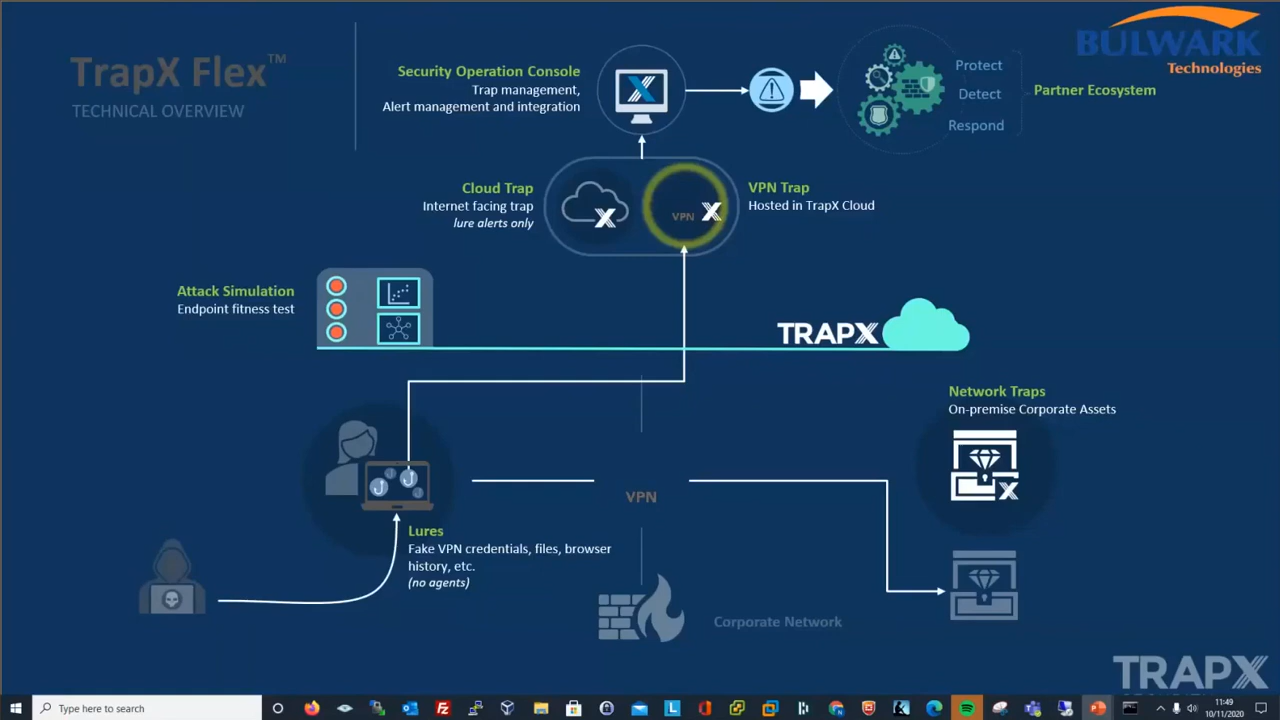 TrapX Flex™
TECHNICAL OVERVIEW
Security Operation Console
Trap management,
Alert management and integration
Protect
Detect
Respond
Partner Ecosystem
BULWARK
Technologies
Cloud Trap
Internet facing trap
lure alerts only
VPN
X
VPN Trap
Hosted in TrapX Cloud
Attack Simulation
Endpoint fitness test
TRAPX
Network Traps
On-premise Corporate Assets
VPN
Lures
Fake VPN credentials, files, browser
history, etc.
(no agents)
Corporate Network
TRAPX
Type here to search
11:49
10/11/2020